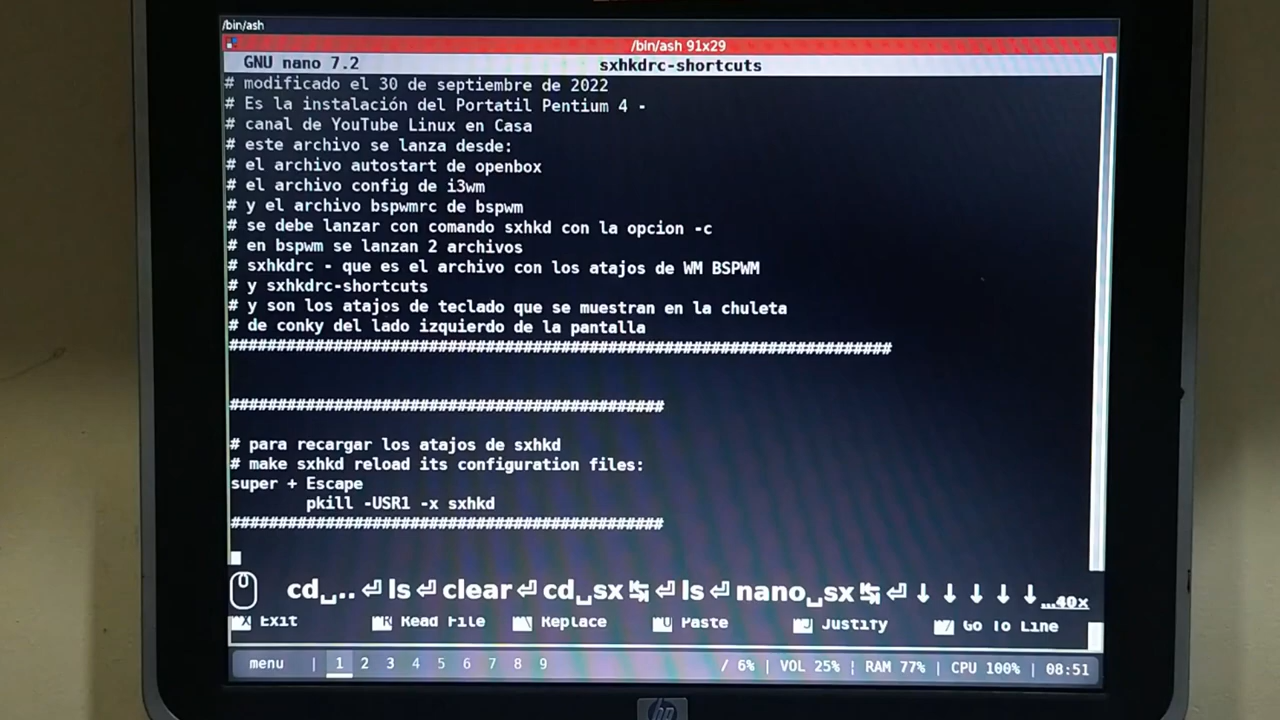 /bin/ash
/bin/ash 91x29
GNU nano 7.2 sxhkdrc-shortcuts
# modificado el 30 de septiembre de 2022
# Es la instalación del Portatil Pentium 4 -
# canal de YouTube Linux en Casa
# este archivo se lanza desde:
# el archivo autostart de openbox
# el archivo config de i3wm
# y el archivo bspwmrc de bspwm
# se debe lanzar con comando sxhkd con la opcion -c
# en bspwm se lanzan 2 archivos
# sxhkdrc - que es el archivo con los atajos de WM BSPWM
# y sxhkdrc-shortcuts
# y son los atajos de teclado que se muestran en la chuleta
# de conky del lado izquierdo de la pantalla
#####################################################################
#############################################
# para recargar los atajos de sxhkd
# make sxhkd reload its configuration files:
super + Escape
pkill -USR1 -x sxhkd
#############################################
cd␣..⏎ls⏎clear⏎cd␣sx↹⏎ls⏎nano␣sx↹⏎↓↓↓↓↓...40x
^X Exit ^R Read File ^\ Replace ^U Paste ^J Justify ^/ Go To Line
menu | 1 2 3 4 5 6 7 8 9 / 6% | VOL 25% ¦ RAM 77% | CPU 100% | 08:51
hp